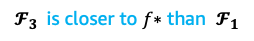 𝓕₃ is closer to 𝑓* than 𝓕₁